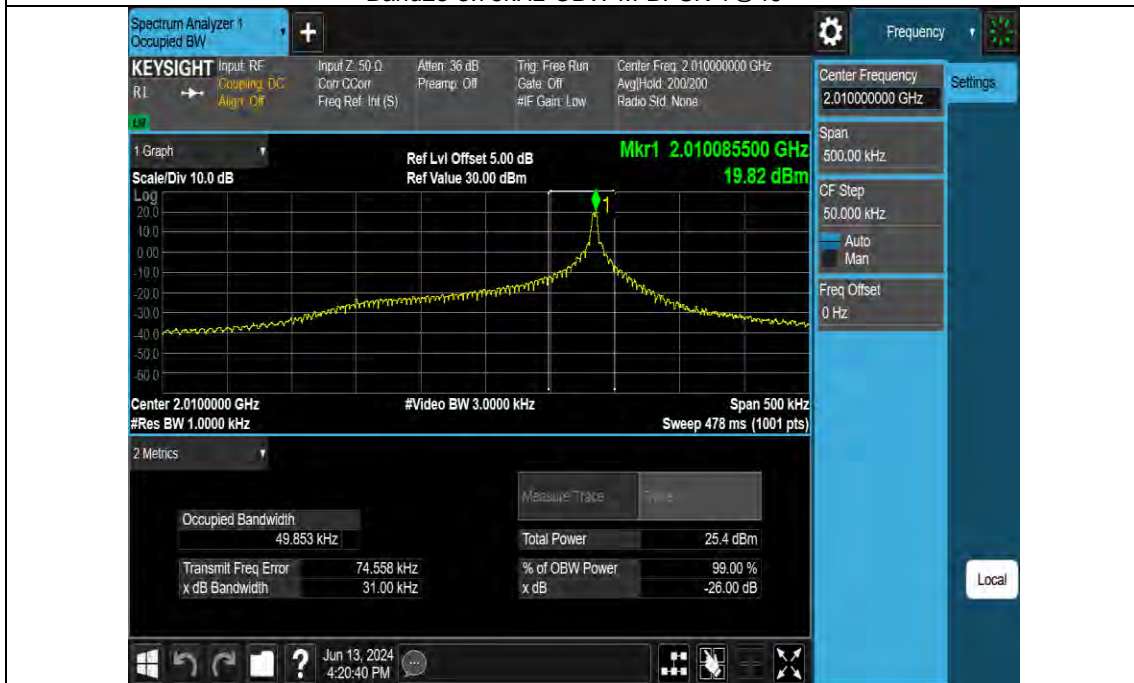 Spectrum Analyzer 1
Occupied BW
+
Frequency
KEYSIGHT
Input: RF
Coupling: DC
Align: Off
Input Z: 50 Ω
Corr CCorr
Freq Ref: Int (S)
Atten: 36 dB
Preamp: Off
Trig: Free Run
Gate: Off
#IF Gain: Low
Center Freq: 2.010000000 GHz
Avg|Hold: 200/200
Radio Std: None
Center Frequency
2.010000000 GHz
Settings
Span
500.00 kHz
CF Step
50.000 kHz
Auto
Man
Freq Offset
0 Hz
Local
1 Graph
Scale/Div 10.0 dB
Ref Lvl Offset 5.00 dB
Ref Value 30.00 dBm
Mkr1 2.010085500 GHz
19.82 dBm
Log
20.0
10.0
0.00
-10.0
-20.0
-30.0
-40.0
-50.0
-60.0
1
Center 2.0100000 GHz
#Video BW 3.0000 kHz
Span 500 kHz
#Res BW 1.0000 kHz
Sweep 478 ms (1001 pts)
2 Metrics
Measure Trace
Occupied Bandwidth
49.853 kHz
Total Power 25.4 dBm
Transmit Freq Error 74.558 kHz
% of OBW Power 99.00 %
x dB Bandwidth 31.00 kHz
x dB -26.00 dB
?
Jun 13, 2024
4:20:40 PM